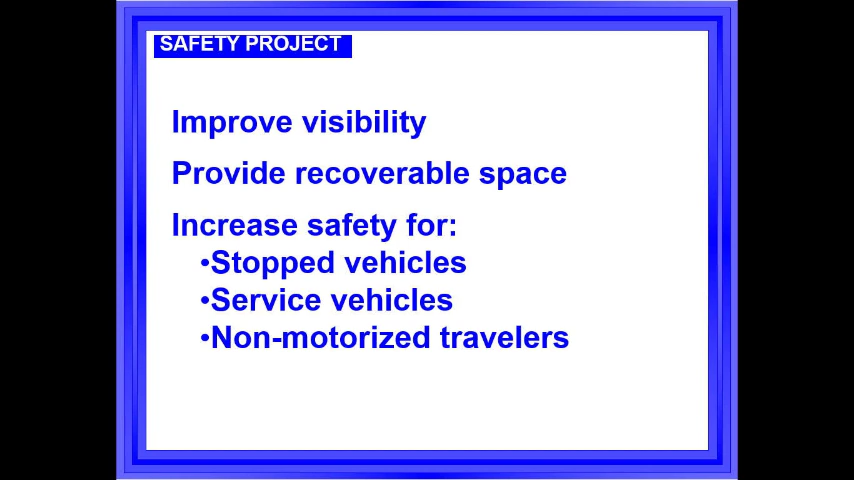 SAFETY PROJECT
Improve visibility
Provide recoverable space
Increase safety for:
•Stopped vehicles
•Service vehicles
•Non-motorized travelers